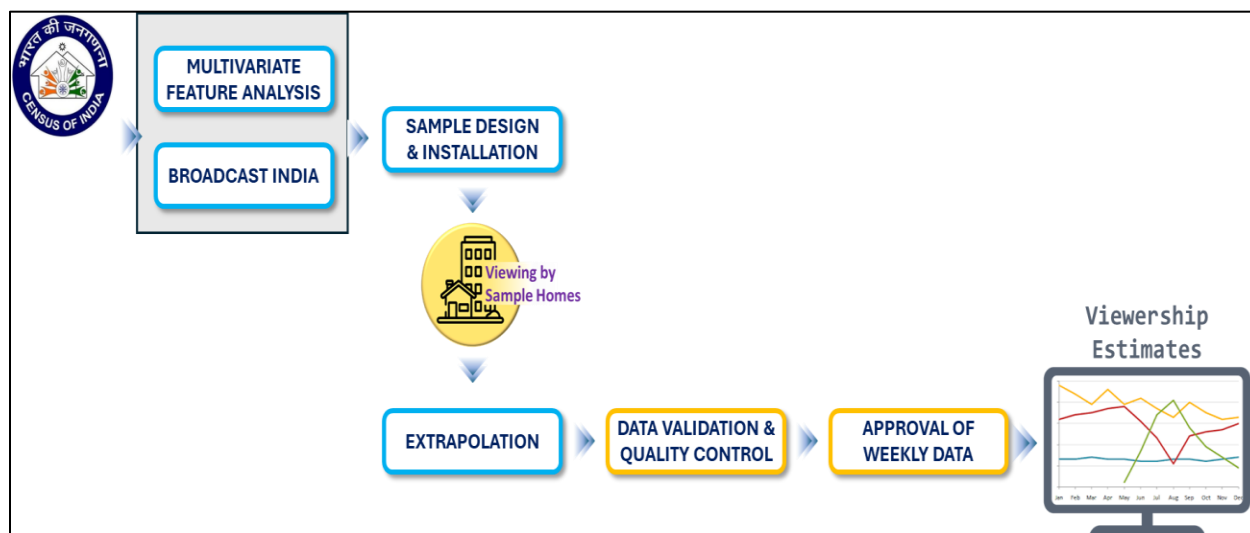 भारत की जनगणना
CENSUS OF INDIA
MULTIVARIATE
FEATURE ANALYSIS
BROADCAST INDIA
SAMPLE DESIGN
& INSTALLATION
Viewing by
Sample Homes
EXTRAPOLATION
DATA VALIDATION &
QUALITY CONTROL
APPROVAL OF
WEEKLY DATA
Viewership
Estimates
Jan Feb Mar Apr May Jun Jul Aug Sep Oct Nov Dec